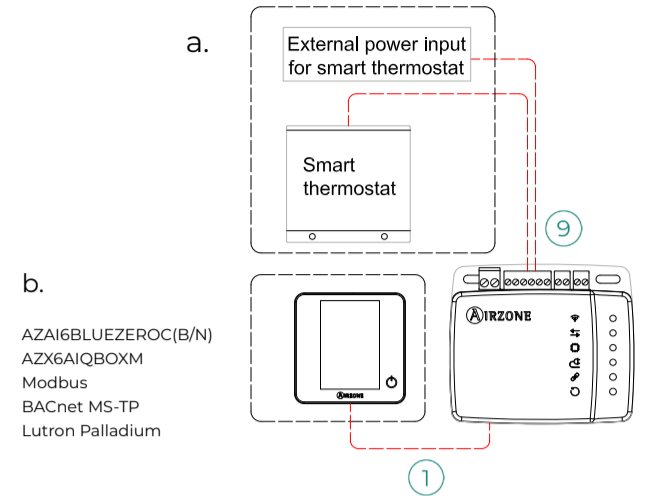 a.
External power input
for smart thermostat
Smart
thermostat
9
b.
AZAI6BLUEZEROC(B/N)
AZX6AIQBOXM
Modbus
BACnet MS-TP
Lutron Palladium
AIRZONE
AIRZONE
1